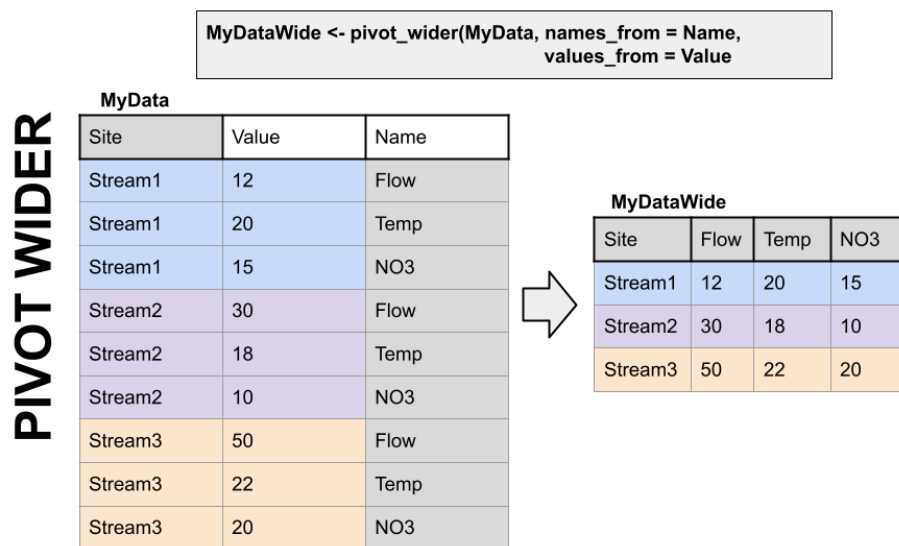 MyDataWide <- pivot_wider(MyData, names_from = Name,
values_from = Value
PIVOT WIDER
MyData
Site Value Name
Stream1 12 Flow
Stream1 20 Temp
Stream1 15 NO3
Stream2 30 Flow
Stream2 18 Temp
Stream2 10 NO3
Stream3 50 Flow
Stream3 22 Temp
Stream3 20 NO3
MyDataWide
Site Flow Temp NO3
Stream1 12 20 15
Stream2 30 18 10
Stream3 50 22 20